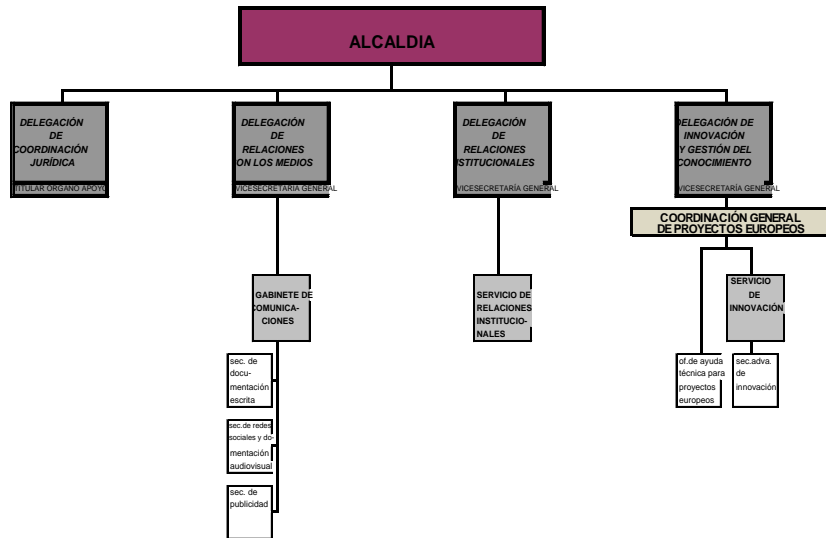 ALCALDIA
DELEGACIÓN
DE
COORDINACIÓN
JURÍDICA
TITULAR ÓRGANO APOYO
DELEGACIÓN
DE
RELACIONES
CON LOS MEDIOS
VICESECRETARÍA GENERAL
DELEGACIÓN
DE
RELACIONES
INSTITUCIONALES
VICESECRETARÍA GENERAL
DELEGACIÓN DE
INNOVACIÓN
Y GESTIÓN DEL
CONOCIMIENTO
VICESECRETARÍA GENERAL
COORDINACIÓN GENERAL
DE PROYECTOS EUROPEOS
GABINETE DE
COMUNICA-
CIONES
SERVICIO DE
RELACIONES
INSTITUCIO-
NALES
SERVICIO
DE
INNOVACIÓN
sec. de
docu-
mentación
escrita
sec.de redes
sociales y do-
mentación
audiovisual
sec. de
publicidad
of.de ayuda
técnica para
proyectos
europeos
sec.adva.
de
innovación